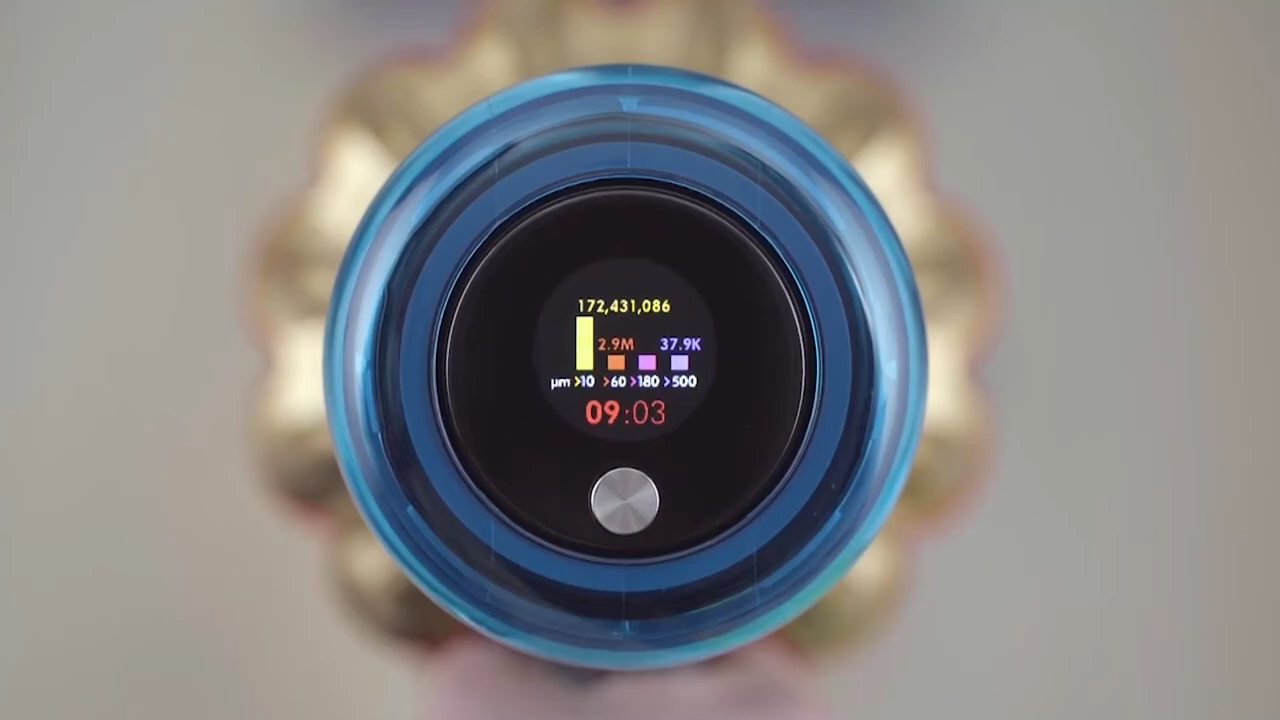 172,431,086
2.9M 37.9K
µm >10 >60 >180 >500
09:03